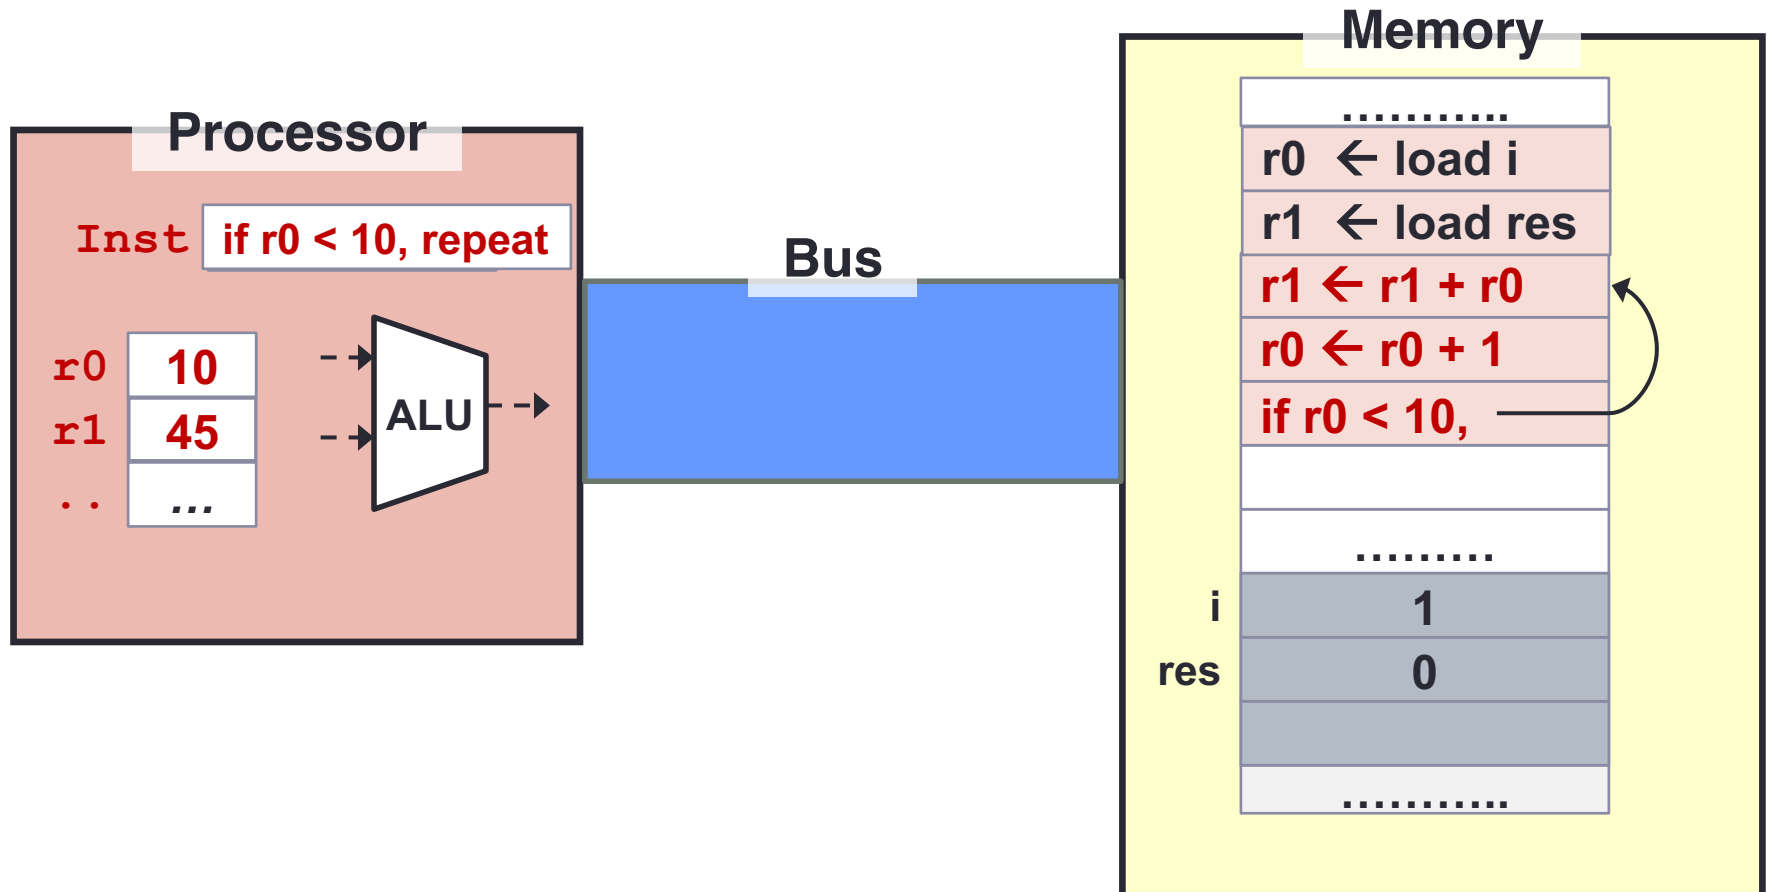 Processor
Inst if r0 < 10, repeat
r0 10
r1 45
.. ...
ALU
Bus
Memory
...........
r0 ← load i
r1 ← load res
r1 ← r1 + r0
r0 ← r0 + 1
if r0 < 10,
.........
i 1
res 0
...........